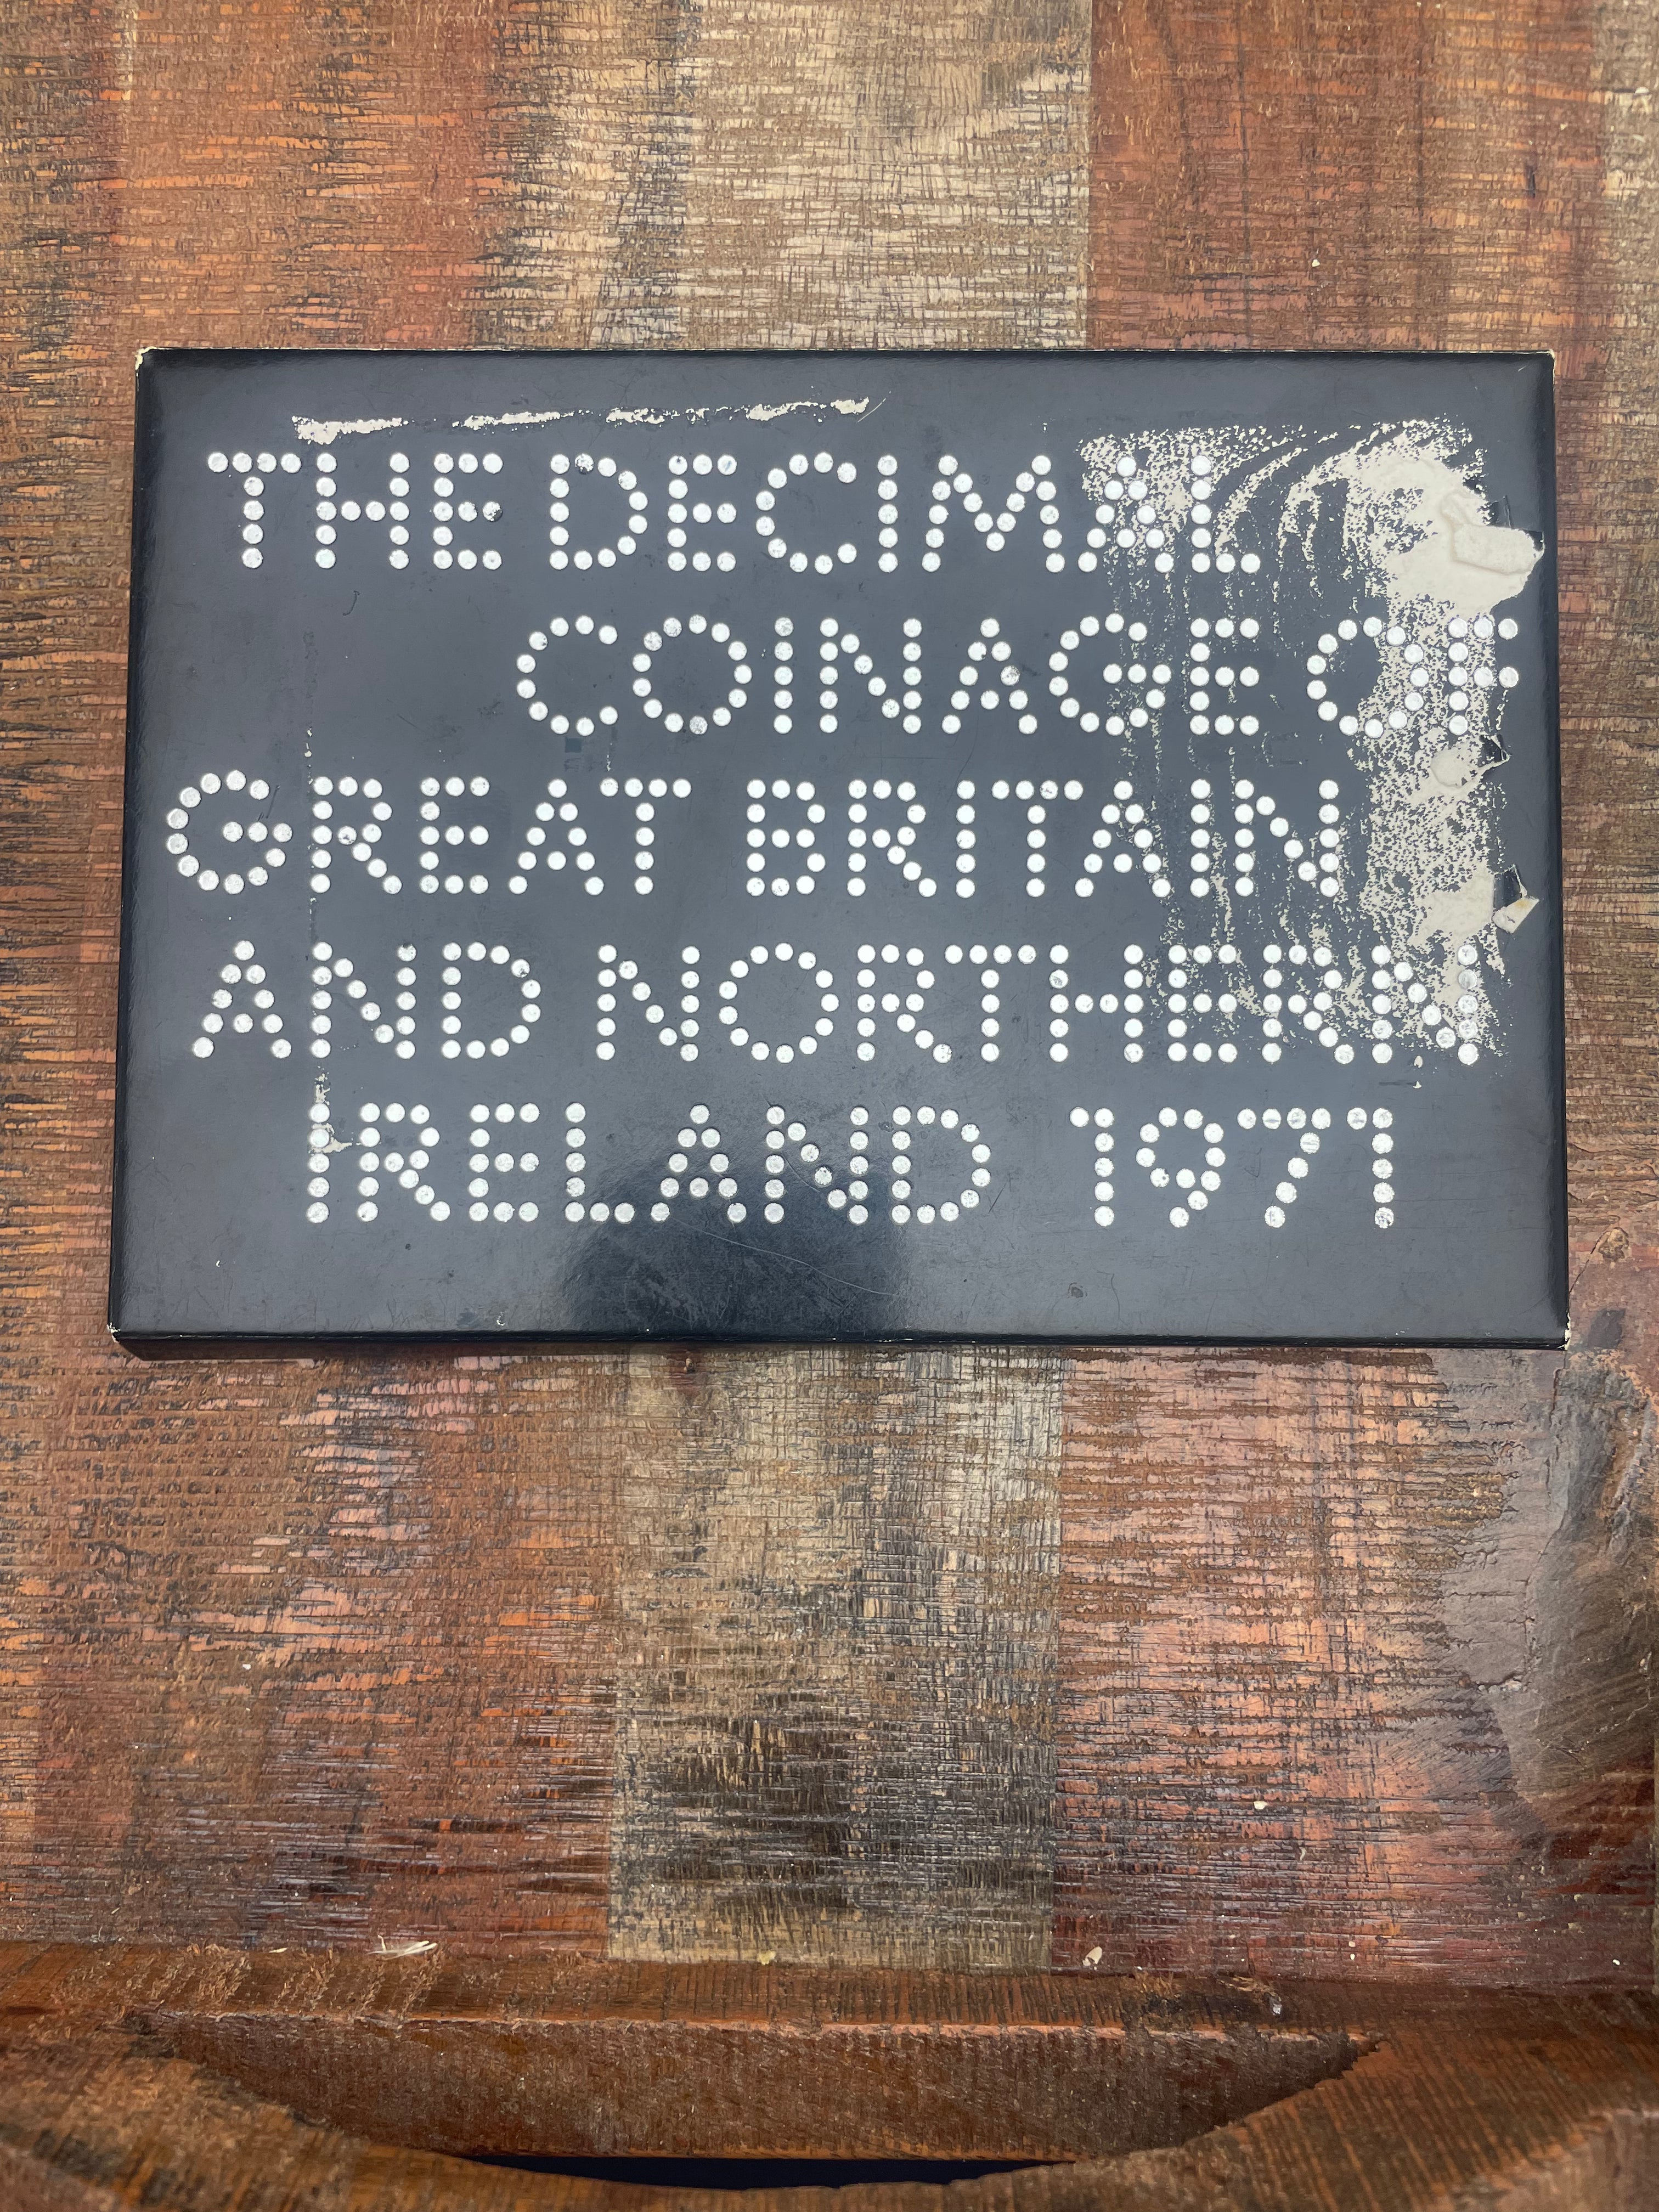 THE DECIMAL
COINAGE OF
GREAT BRITAIN
AND NORTHERN
IRELAND 1971